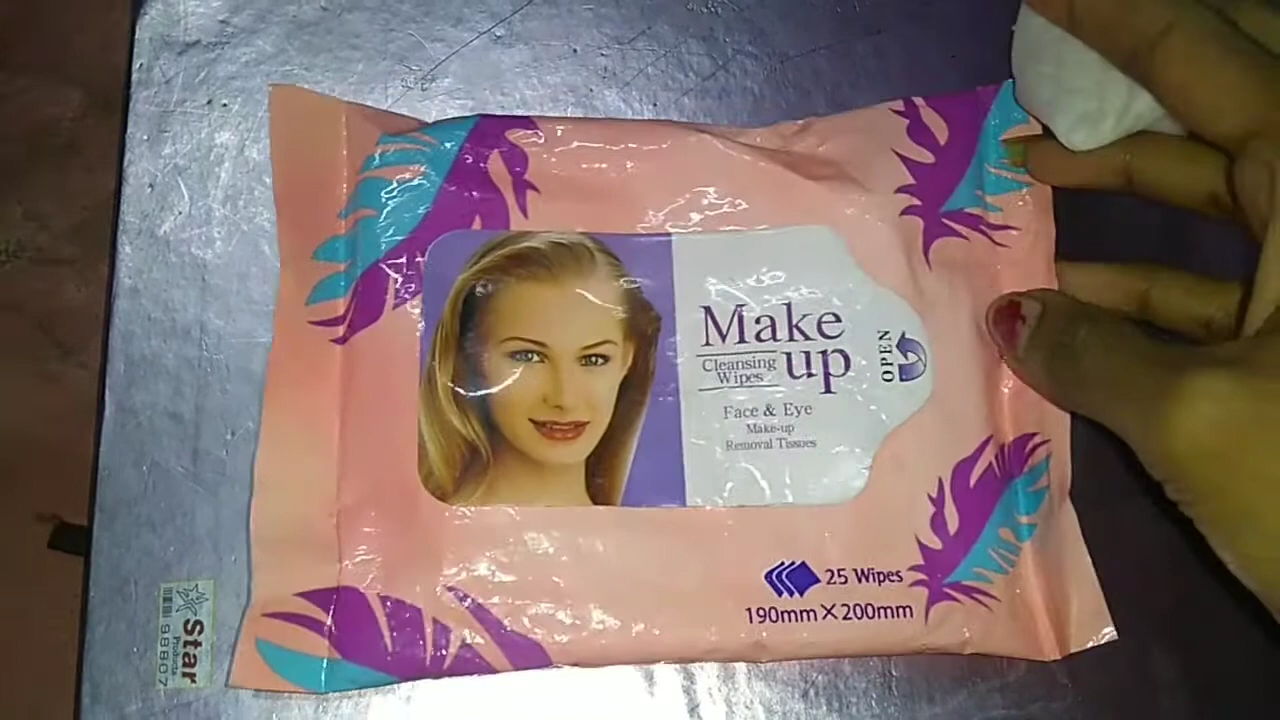 Make
up
Cleansing
Wipes
Face & Eye
Make-up
Removal Tissues
OPEN
25 Wipes
190mm×200mm
Star
Products
98807